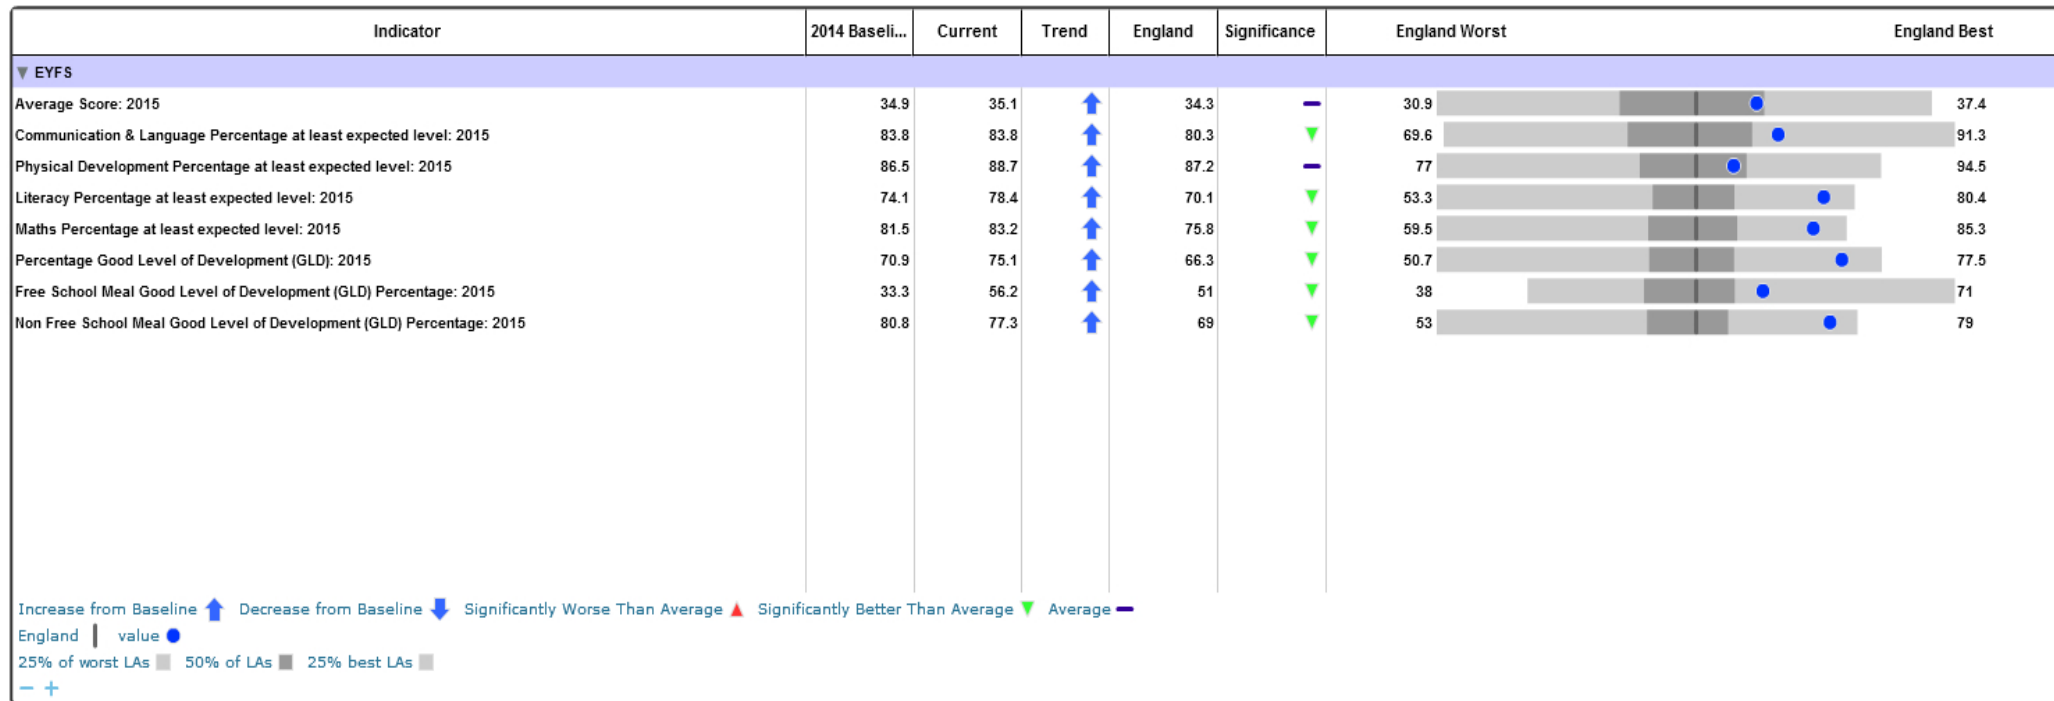 Indicator 2014 Baseli... Current Trend England Significance England Worst England Best
EYFS
Average Score: 2015 34.9 35.1 34.3 30.9 37.4
Communication & Language Percentage at least expected level: 2015 83.8 83.8 80.3 69.6 91.3
Physical Development Percentage at least expected level: 2015 86.5 88.7 87.2 77 94.5
Literacy Percentage at least expected level: 2015 74.1 78.4 70.1 53.3 80.4
Maths Percentage at least expected level: 2015 81.5 83.2 75.8 59.5 85.3
Percentage Good Level of Development (GLD): 2015 70.9 75.1 66.3 50.7 77.5
Free School Meal Good Level of Development (GLD) Percentage: 2015 33.3 56.2 51 38 71
Non Free School Meal Good Level of Development (GLD) Percentage: 2015 80.8 77.3 69 53 79
Increase from Baseline Decrease from Baseline Significantly Worse Than Average Significantly Better Than Average Average
England value
25% of worst LAs 50% of LAs 25% best LAs
− +